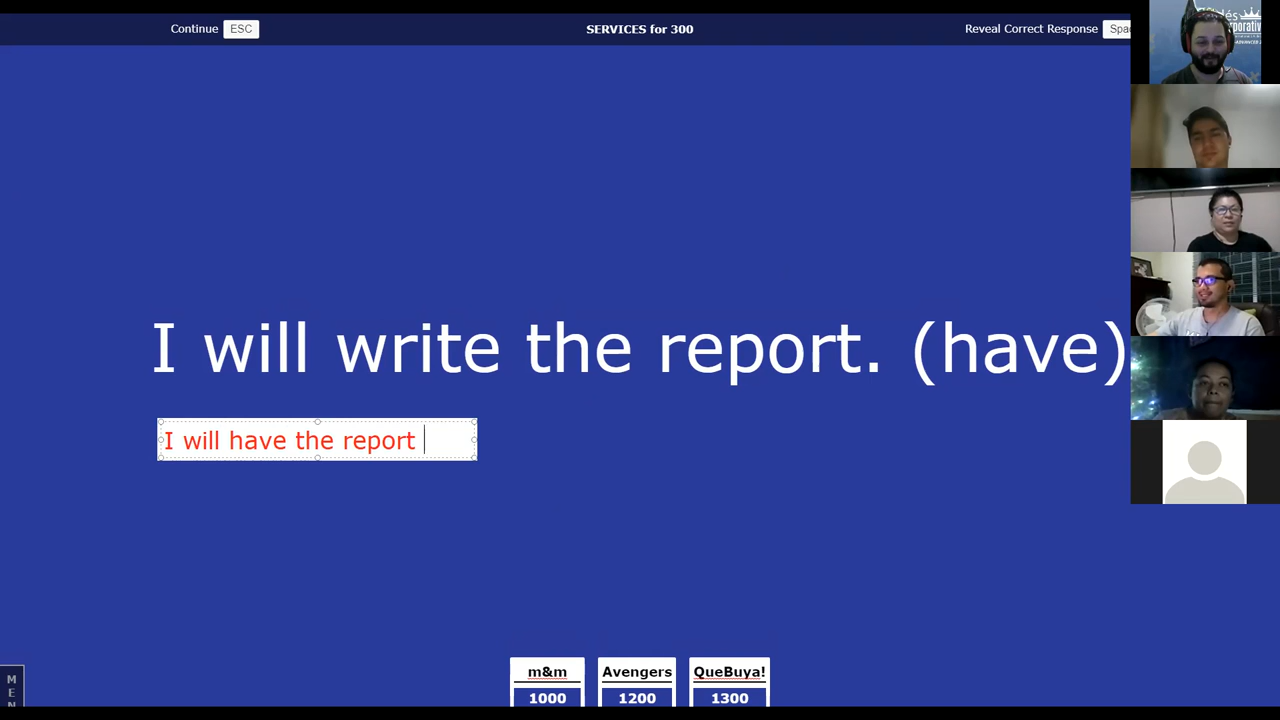 Continue ESC SERVICES for 300 Reveal Correct Response
I will write the report. (have)
I will have the report
m&m Avengers QueBuya!
1000 1200 1300
M
E
N